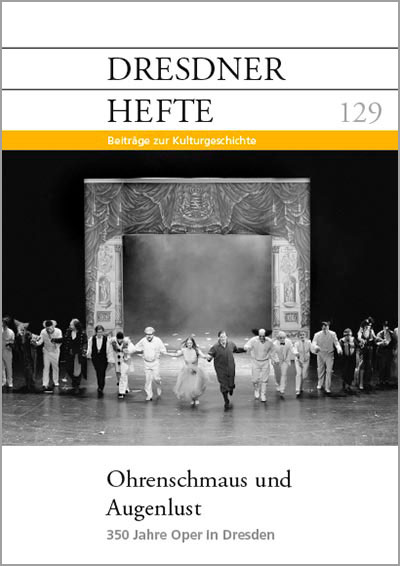 DRESDNER
HEFTE 129
Beiträge zur Kulturgeschichte
Ohrenschmaus und
Augenlust
350 Jahre Oper in Dresden